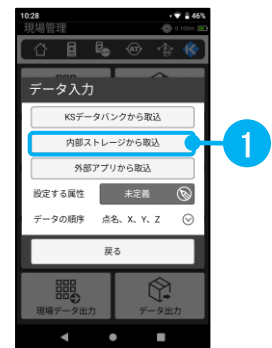 10:28
46%
現場管理
d.100m
AT
データ入力
KSデータバンクから取込
内部ストレージから取込
1
外部アプリから取込
設定する属性 未定義
データの順序 点名、X、Y、Z
戻る
現場データ出力 データ出力